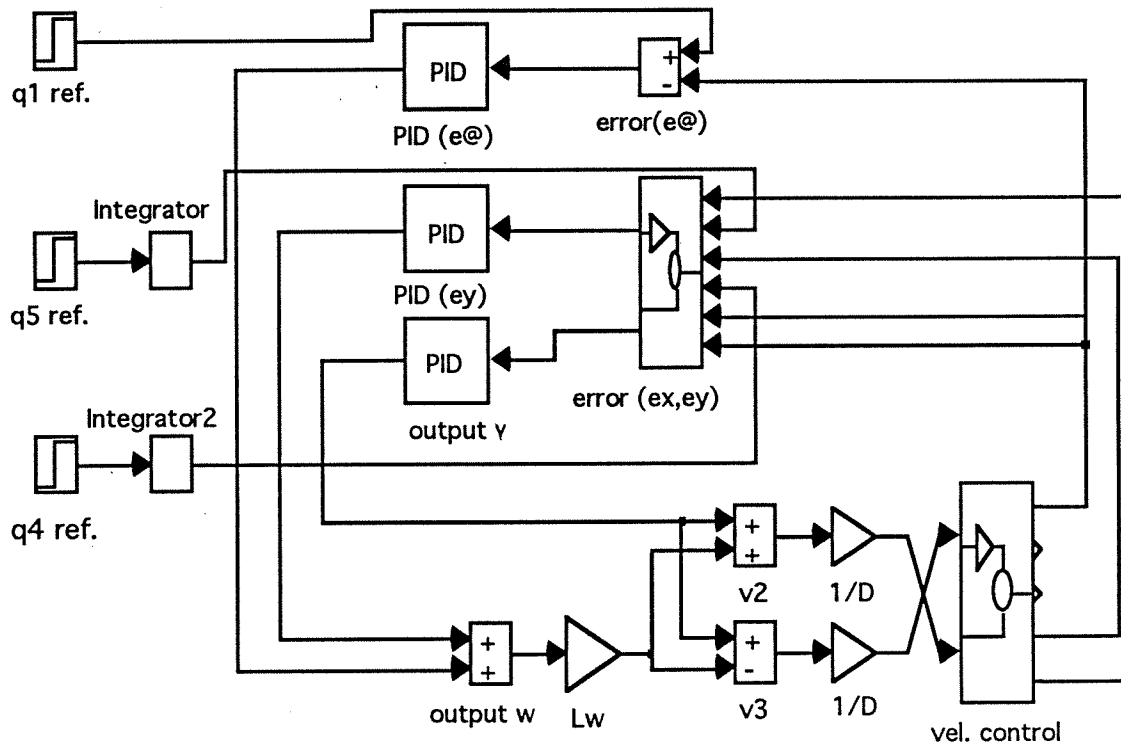 q1 ref.
PID
PID (e@)
+
-
error(e@)
Integrator
q5 ref.
PID
PID (ey)
PID
output v
error (ex,ey)
Integrator2
q4 ref.
+
+
v2
1/D
+
+
output w
Lw
+
-
v3
1/D
vel. control